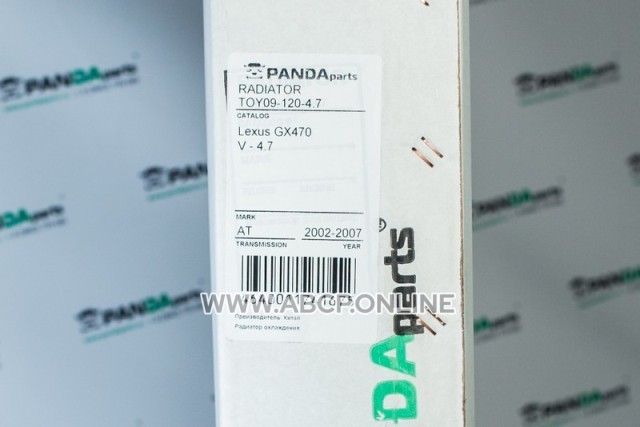 PANDAparts
RADIATOR
TOY09-120-4.7
CATALOG
Lexus GX470
V - 4.7
MARK
AT 2002-2007
TRANSMISSION YEAR
WWW.ABCP.ONLINE
Производитель: Китай
Радиатор охлаждения
DAparts®
PANDAparts
PANDAparts
PANDAparts
PANDAparts
PANDAparts
PANDAparts